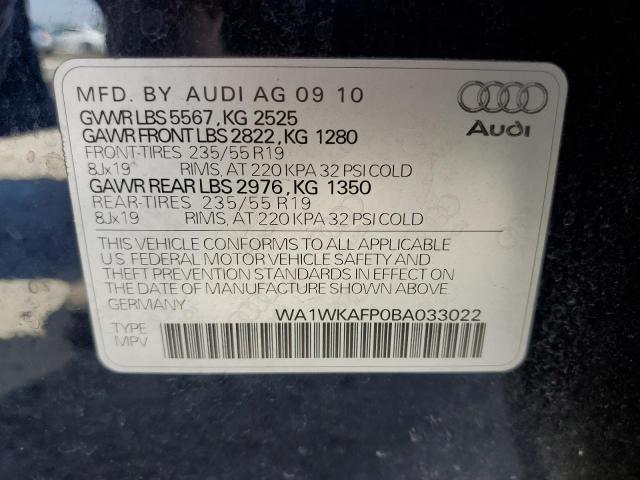 MFD. BY AUDI AG 09 10
GVWR LBS 5567, KG 2525
GAWR FRONT LBS 2822, KG 1280
FRONT-TIRES 235/55 R19
8Jx19 RIMS, AT 220 KPA 32 PSI COLD
GAWR REAR LBS 2976, KG 1350
REAR-TIRES 235/55 R19
8Jx19 RIMS, AT 220 KPA 32 PSI COLD
Audi
THIS VEHICLE CONFORMS TO ALL APPLICABLE
U.S. FEDERAL MOTOR VEHICLE SAFETY AND
THEFT PREVENTION STANDARDS IN EFFECT
ON THE DATE OF MANUFACTURE SHOWN ABOVE.
GERMANY
WA1WKAFP0BA033022
TYPE
MPV